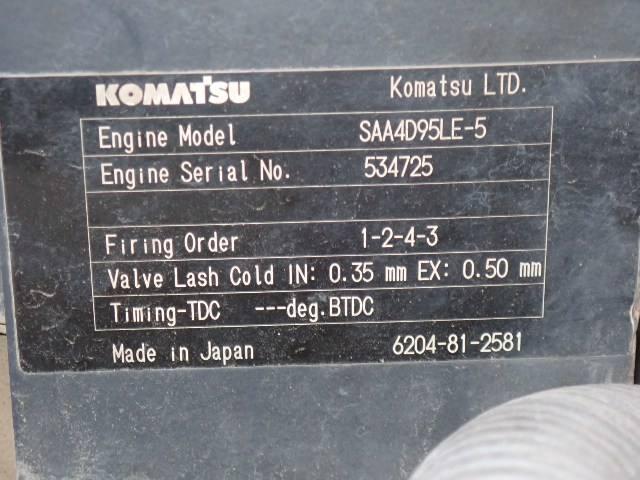 KOMATSU Komatsu LTD.
Engine Model SAA4D95LE-5
Engine Serial No. 534725
Firing Order 1-2-4-3
Valve Lash Cold IN: 0.35 mm EX: 0.50 mm
Timing-TDC ---deg.BTDC
Made in Japan 6204-81-2581